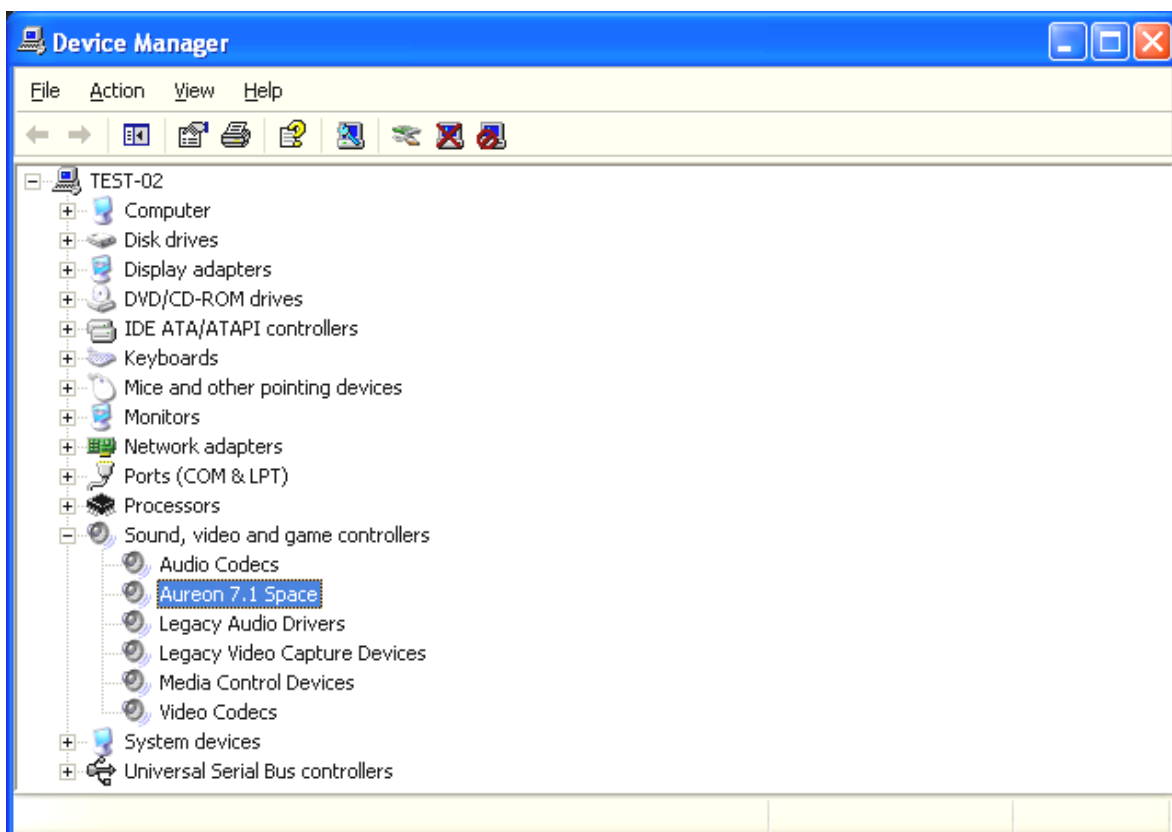 Device Manager
File Action View Help
TEST-02
Computer
Disk drives
Display adapters
DVD/CD-ROM drives
IDE ATA/ATAPI controllers
Keyboards
Mice and other pointing devices
Monitors
Network adapters
Ports (COM & LPT)
Processors
Sound, video and game controllers
Audio Codecs
Aureon 7.1 Space
Legacy Audio Drivers
Legacy Video Capture Devices
Media Control Devices
Video Codecs
System devices
Universal Serial Bus controllers